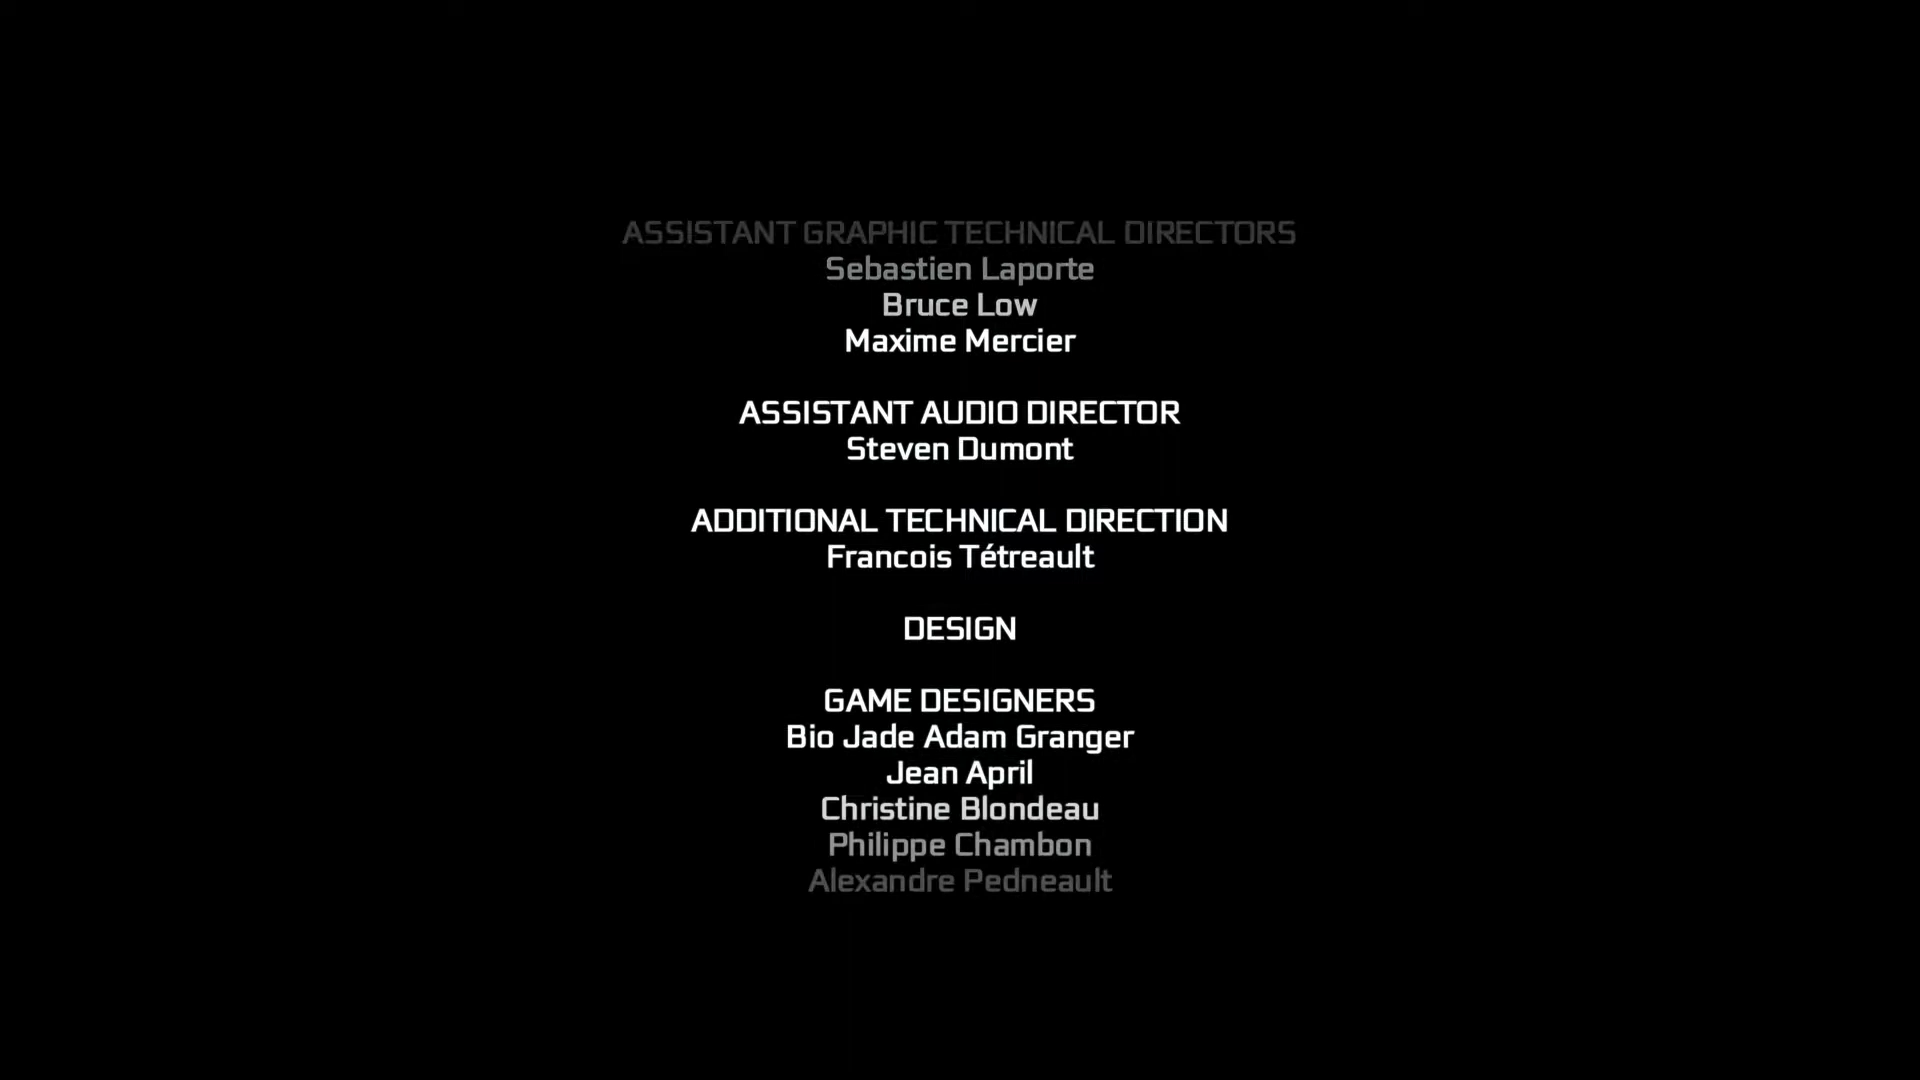 ASSISTANT GRAPHIC TECHNICAL DIRECTORS
Sebastien Laporte
Bruce Low
Maxime Mercier
ASSISTANT AUDIO DIRECTOR
Steven Dumont
ADDITIONAL TECHNICAL DIRECTION
Francois Tétreault
DESIGN
GAME DESIGNERS
Bio Jade Adam Granger
Jean April
Christine Blondeau
Philippe Chambon
Alexandre Pedneault